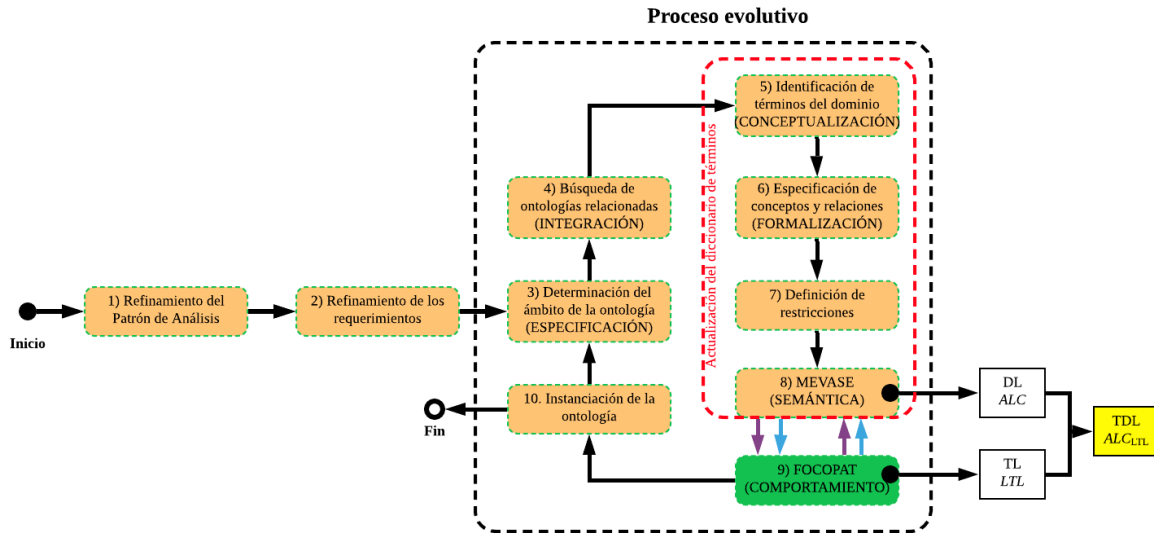 Proceso evolutivo
Inicio
1) Refinamiento del
Patrón de Análisis
2) Refinamiento de los
requerimientos
3) Determinación del
ámbito de la ontología
(ESPECIFICACIÓN)
4) Búsqueda de
ontologías relacionadas
(INTEGRACIÓN)
Actualización del diccionario de términos
5) Identificación de
términos del dominio
(CONCEPTUALIZACIÓN)
6) Especificación de
conceptos y relaciones
(FORMALIZACIÓN)
7) Definición de
restricciones
8) MEVASE
(SEMÁNTICA)
9) FOCOPAT
(COMPORTAMIENTO)
10. Instanciación de la
ontología
Fin
DL
ALC
TL
LTL
TDL
ALCLTL